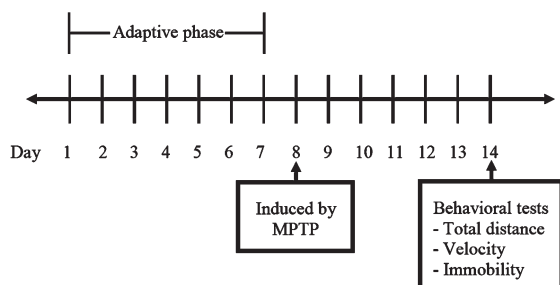 Adaptive phase
Day 1 2 3 4 5 6 7 8 9 10 11 12 13 14
Induced by
MPTP
Behavioral tests
- Total distance
- Velocity
- Immobility